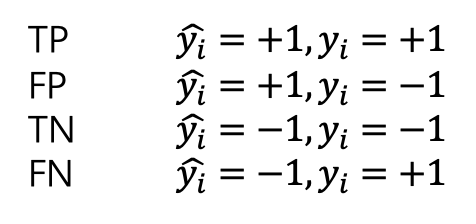 TP ŷᵢ = +1, yᵢ = +1
FP ŷᵢ = +1, yᵢ = −1
TN ŷᵢ = −1, yᵢ = −1
FN ŷᵢ = −1, yᵢ = +1